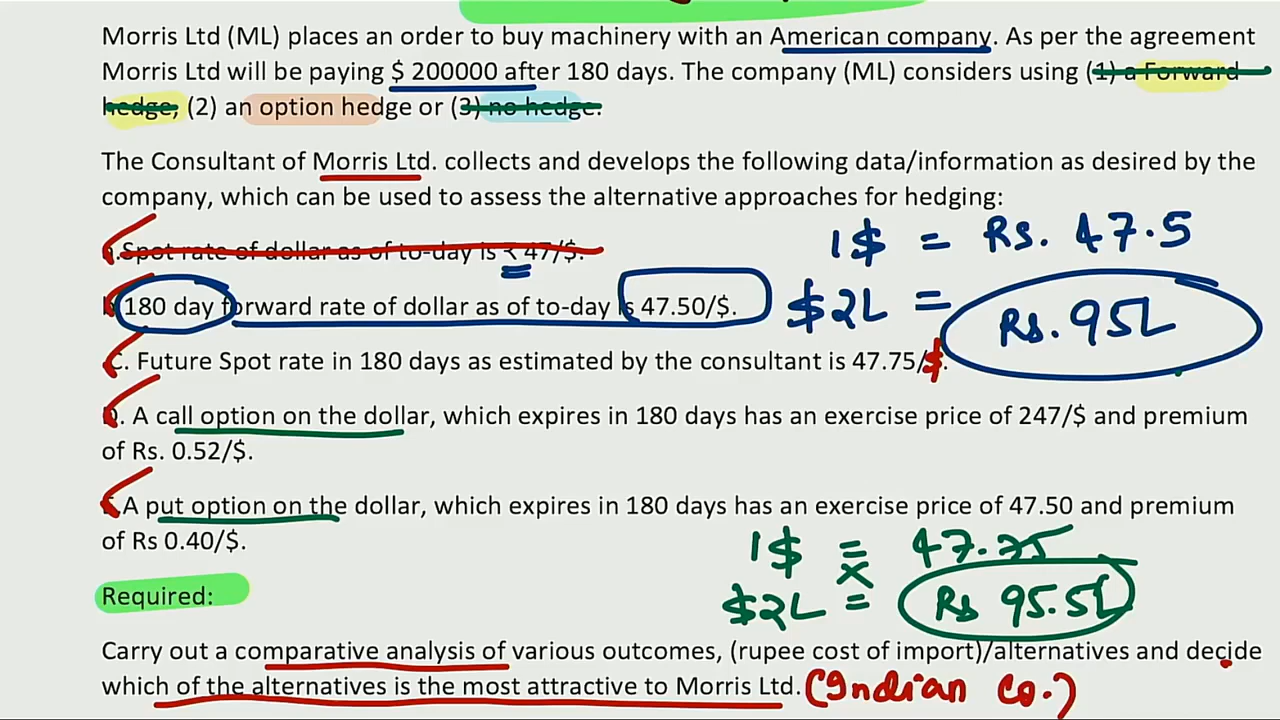 Morris Ltd (ML) places an order to buy machinery with an American company. As per the agreement
Morris Ltd will be paying $ 200000 after 180 days. The company (ML) considers using (1) a Forward
hedge, (2) an option hedge or (3) no hedge.
The Consultant of Morris Ltd. collects and develops the following data/information as desired by the
company, which can be used to assess the alternative approaches for hedging:
.Spot rate of dollar as of to-day is ₹ 47/$.
1$ = Rs. 47.5
180 day forward rate of dollar as of to-day is 47.50/$.
$2L = Rs. 95L
C. Future Spot rate in 180 days as estimated by the consultant is 47.75/$.
D. A call option on the dollar, which expires in 180 days has an exercise price of 247/$ and premium
of Rs. 0.52/$.
A put option on the dollar, which expires in 180 days has an exercise price of 47.50 and premium
of Rs 0.40/$.
1$ = 47.75
x
$2L = Rs 95.5L
Required:
Carry out a comparative analysis of various outcomes, (rupee cost of import)/alternatives and decide
which of the alternatives is the most attractive to Morris Ltd. (Indian Co.)